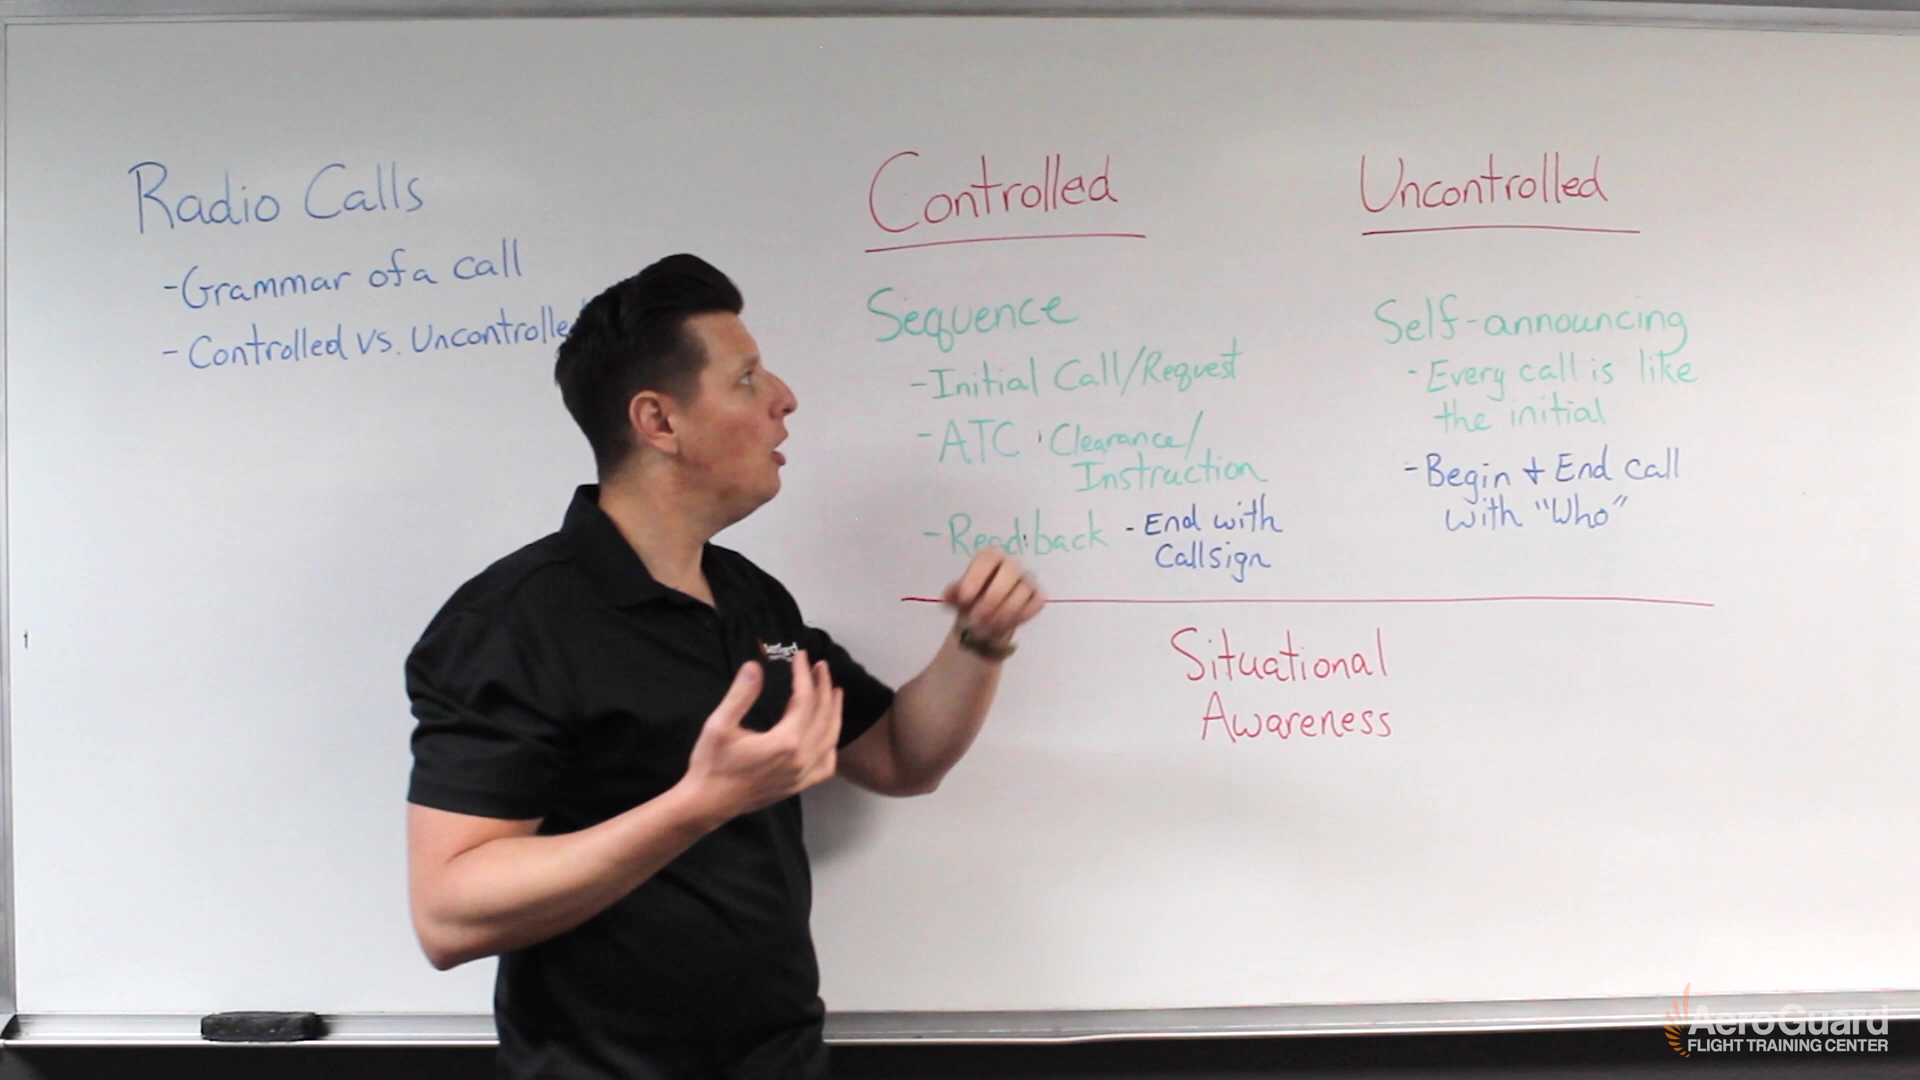 Radio Calls
-Grammar of a call
- Controlled vs. Uncontrolle
Controlled
Sequence
-Initial Call/Request
-ATC Clearance/
Instruction
-Readback - End with
Callsign
Uncontrolled
Self-announcing
-Every call is like
the initial
-Begin + End call
with "Who"
Situational
Awareness
AeroGuard
FLIGHT TRAINING CENTER